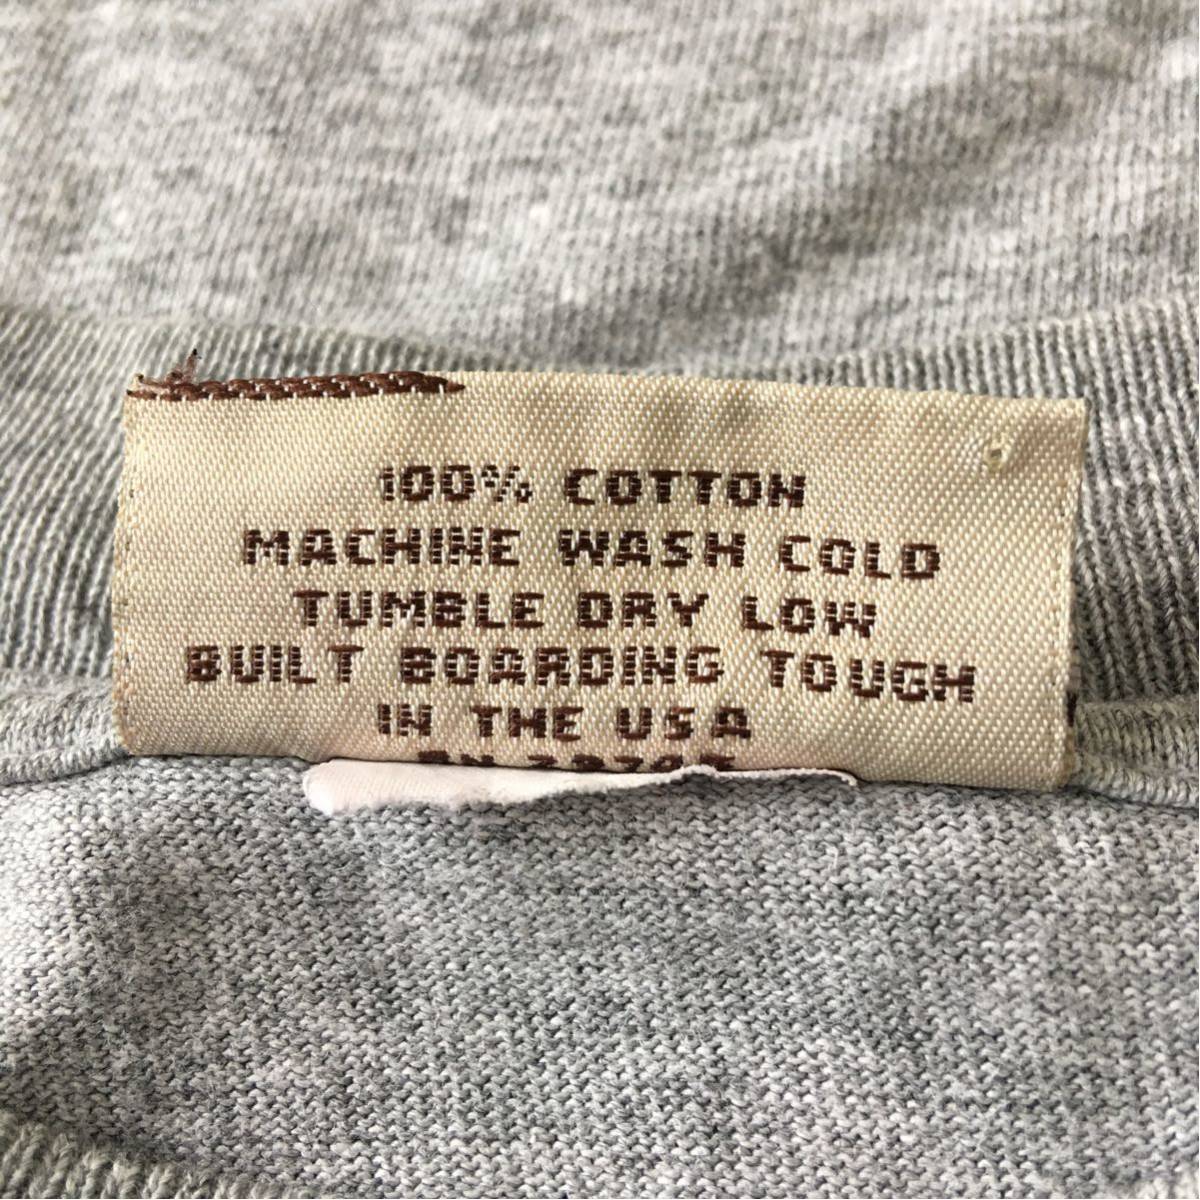 100% COTTON
MACHINE WASH COLD
TUMBLE DRY LOW
BUILT BOARDING TOUGH
IN THE USA